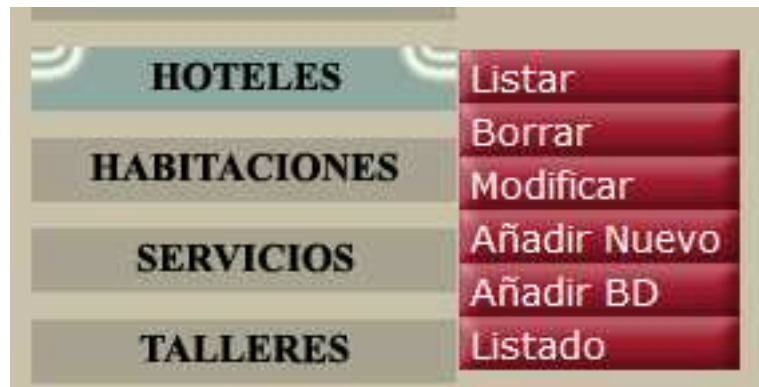 HOTELES
HABITACIONES
SERVICIOS
TALLERES
Listar
Borrar
Modificar
Añadir Nuevo
Añadir BD
Listado